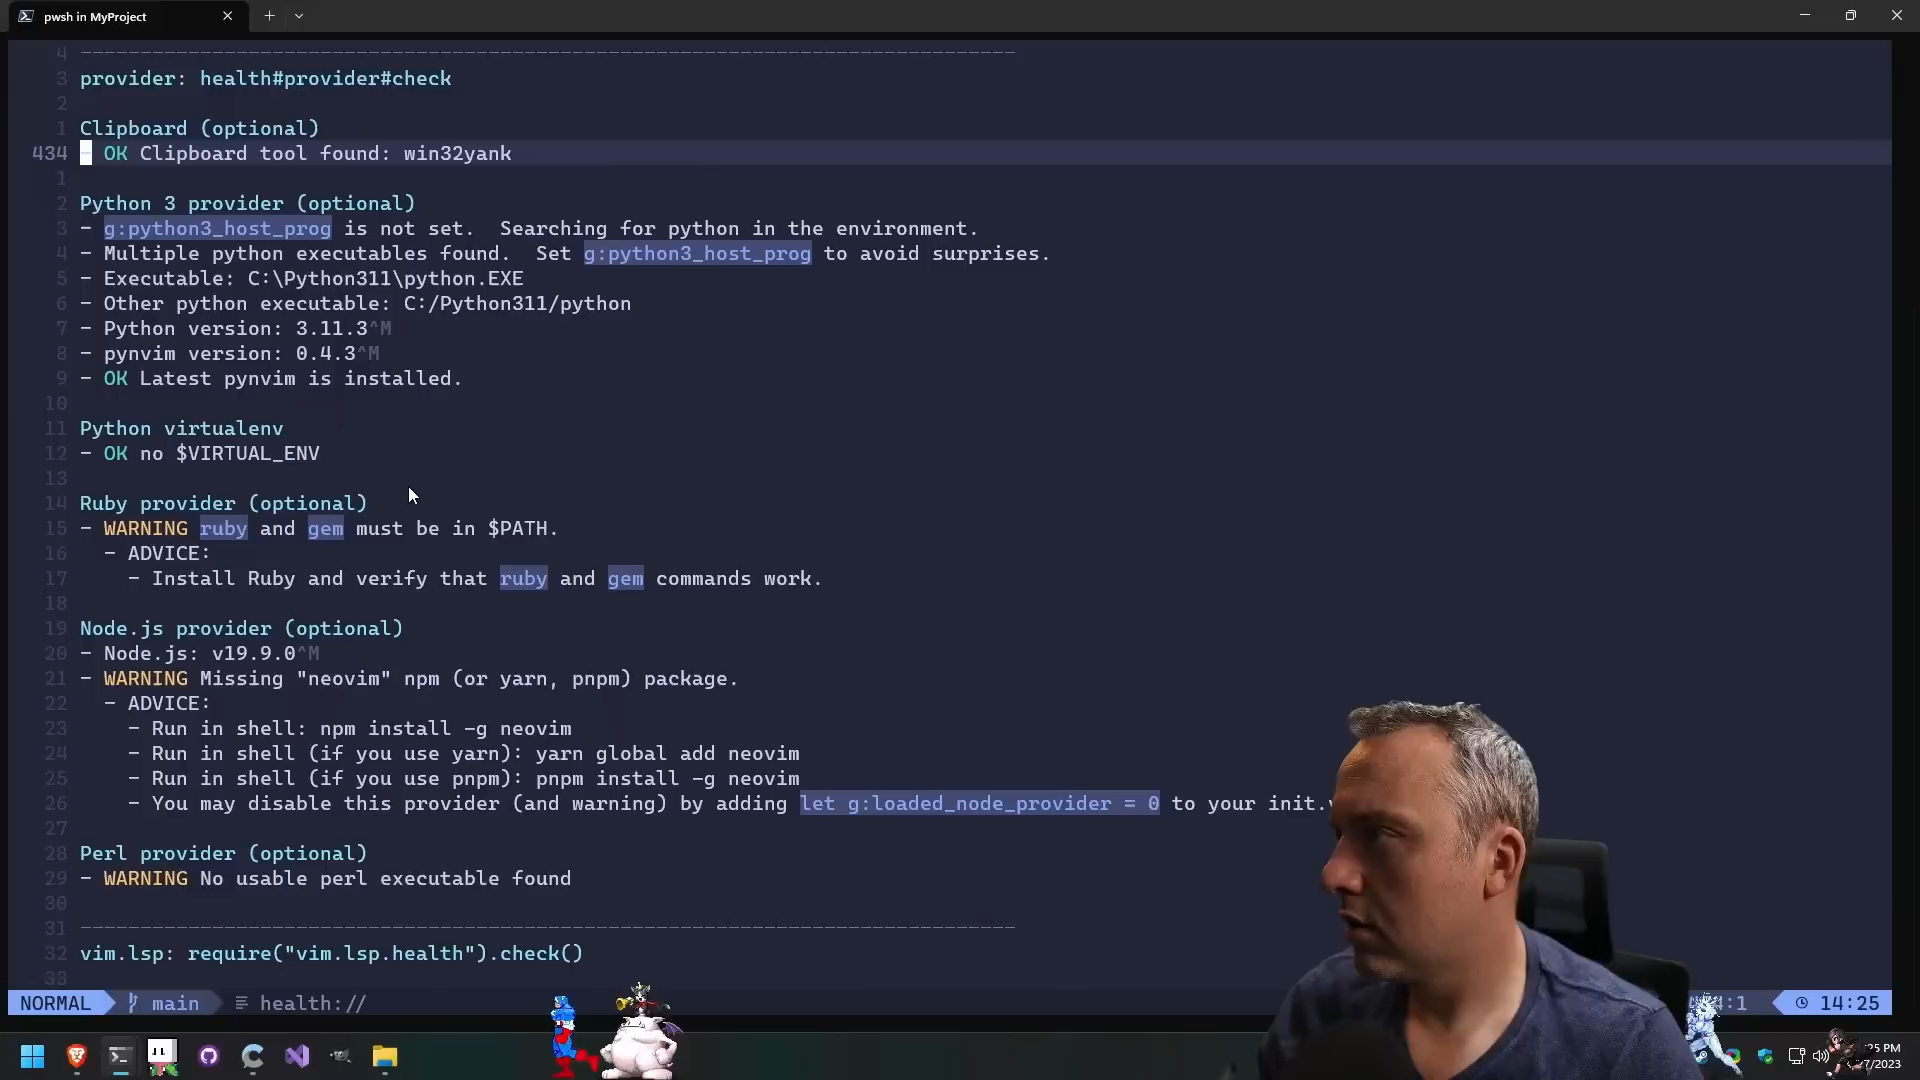 pwsh in MyProject
4 ------------------------------------------------------------------------------
3 provider: health#provider#check
2
1 Clipboard (optional)
434 - OK Clipboard tool found: win32yank
1
2 Python 3 provider (optional)
3 - g:python3_host_prog is not set.  Searching for python in the environment.
4 - Multiple python executables found.  Set g:python3_host_prog to avoid surprises.
5 - Executable: C:\Python311\python.EXE
6 - Other python executable: C:/Python311/python
7 - Python version: 3.11.3^M
8 - pynvim version: 0.4.3^M
9 - OK Latest pynvim is installed.
10
11 Python virtualenv
12 - OK no $VIRTUAL_ENV
13
14 Ruby provider (optional)
15 - WARNING ruby and gem must be in $PATH.
16 - ADVICE:
17 - Install Ruby and verify that ruby and gem commands work.
18
19 Node.js provider (optional)
20 - Node.js: v19.9.0^M
21 - WARNING Missing "neovim" npm (or yarn, pnpm) package.
22 - ADVICE:
23 - Run in shell: npm install -g neovim
24 - Run in shell (if you use yarn): yarn global add neovim
25 - Run in shell (if you use pnpm): pnpm install -g neovim
26 - You may disable this provider (and warning) by adding let g:loaded_node_provider = 0 to your init.
27
28 Perl provider (optional)
29 - WARNING No usable perl executable found
30
31 ------------------------------------------------------------------------------
32 vim.lsp: require("vim.lsp.health").check()
33
NORMAL main health:// :1 14:25
25 PM
7/2023